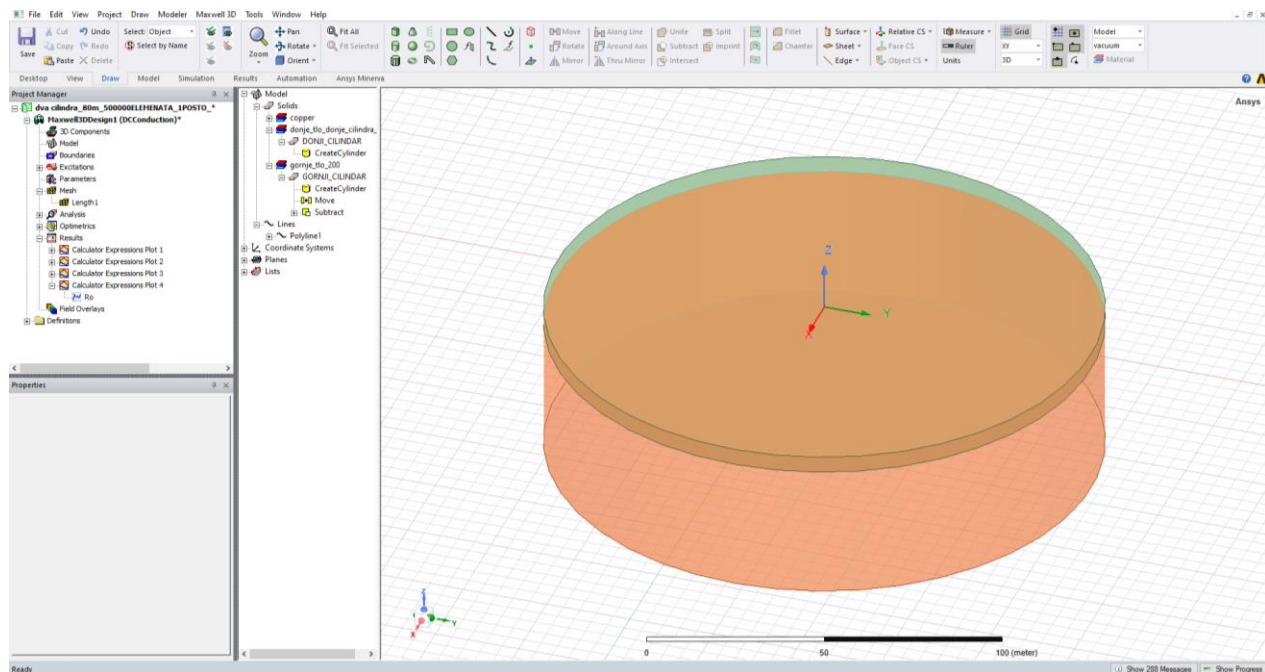 File Edit View Project Draw Modeler Maxwell 3D Tools Window Help
Save
Cut Undo
Copy Redo
Paste Delete
Select: Object
Select by Name
Zoom
Pan
Rotate
Orient
Fit All
Fit Selected
Move Along Line Unite Split
Rotate Around Axis Subtract Imprint
Mirror Thru Mirror Intersect
Fillet
Chamfer
Surface
Sheet
Edge
Relative CS
Face CS
Object CS
Measure
Ruler
Units
Grid
XY
3D
Model
vacuum
Material
Desktop View Draw Model Simulation Results Automation Ansys Minerva
Project Manager
dva cilindra_80m_500000ELEMENATA_1POSTO_*
Maxwell3DDesign1 (DCConduction)*
3D Components
Model
Boundaries
Excitations
Parameters
Mesh
Length1
Analysis
Optimetrics
Results
Calculator Expressions Plot 1
Calculator Expressions Plot 2
Calculator Expressions Plot 3
Calculator Expressions Plot 4
Ro
Field Overlays
Definitions
Properties
Model
Solids
copper
donje_tlo_donje_cilindra_
DONJI_CILINDAR
CreateCylinder
gornje_tlo_200
GORNJI_CILINDAR
CreateCylinder
Move
Subtract
Lines
Polyline1
Coordinate Systems
Planes
Lists
Ansys
Z
Y
X
Z
Y
X
0 50 100 (meter)
Ready
Show 288 Messages Show Progress